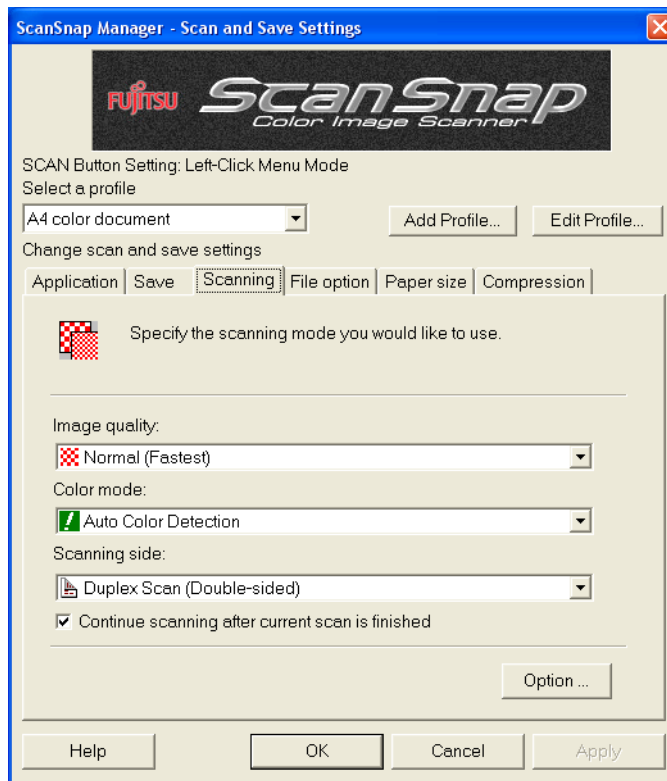 ScanSnap Manager - Scan and Save Settings
FUJITSU ScanSnap
Color Image Scanner
SCAN Button Setting: Left-Click Menu Mode
Select a profile
A4 color document Add Profile... Edit Profile...
Change scan and save settings
Application Save Scanning File option Paper size Compression
Specify the scanning mode you would like to use.
Image quality:
Normal (Fastest)
Color mode:
Auto Color Detection
Scanning side:
Duplex Scan (Double-sided)
Continue scanning after current scan is finished
Option ...
Help OK Cancel Apply